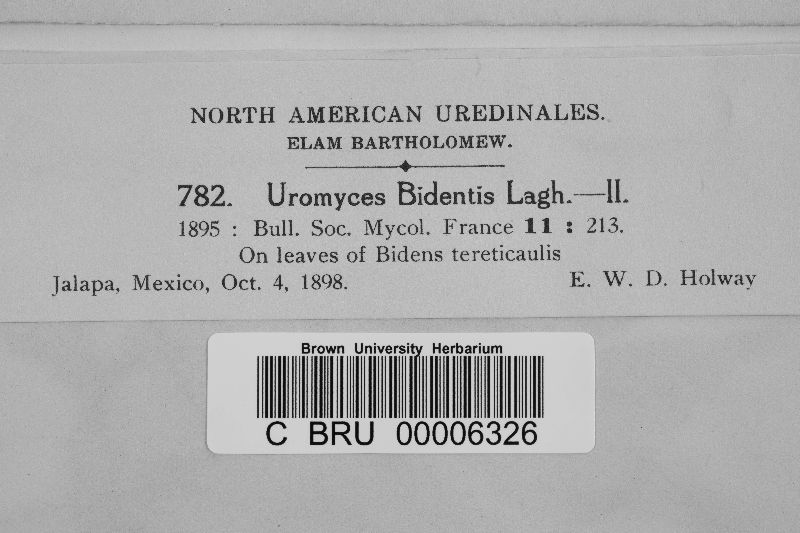 NORTH AMERICAN UREDINALES.
ELAM BARTHOLOMEW.
782. Uromyces Bidentis Lagh.—II.
1895 : Bull. Soc. Mycol. France 11 : 213.
On leaves of Bidens tereticaulis
Jalapa, Mexico, Oct. 4, 1898. E. W. D. Holway
Brown University Herbarium
C BRU 00006326